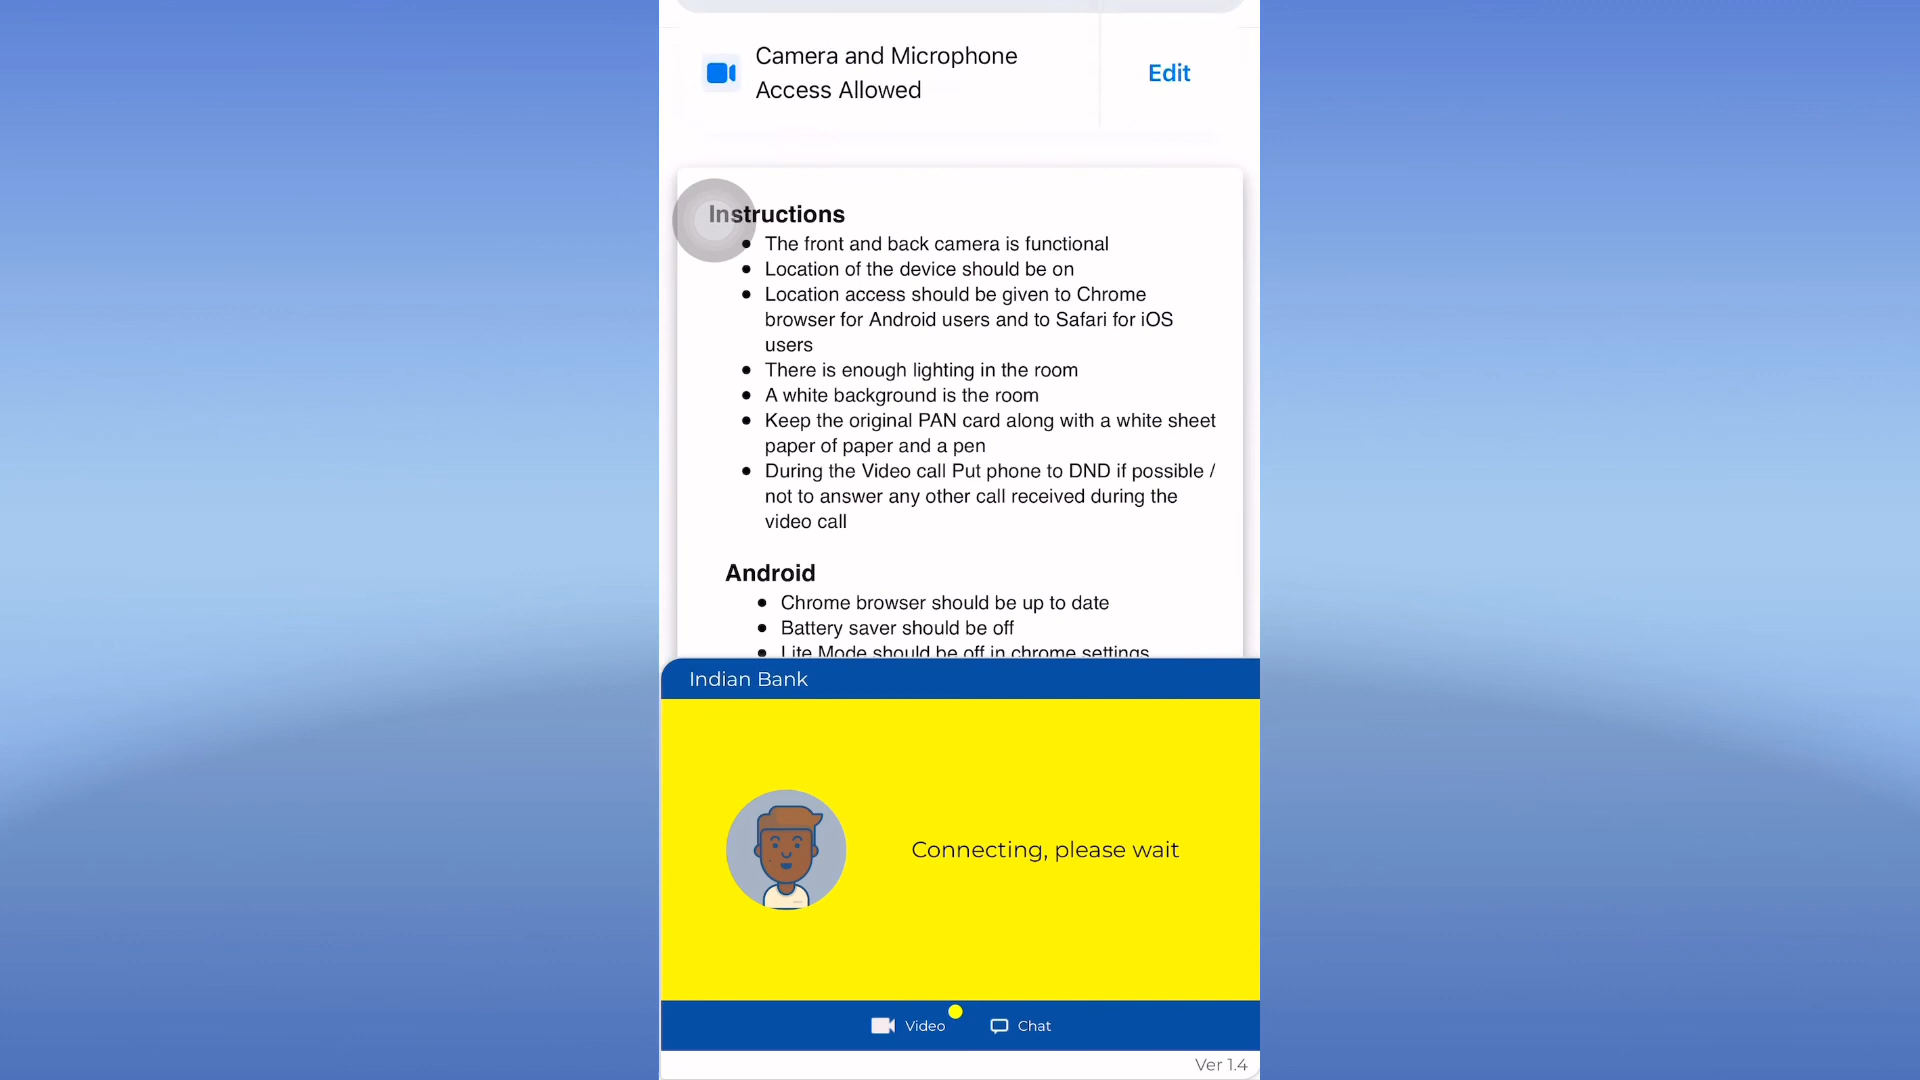 Camera and Microphone
Access Allowed
Edit
Instructions
The front and back camera is functional
Location of the device should be on
Location access should be given to Chrome
browser for Android users and to Safari for iOS
users
There is enough lighting in the room
A white background is the room
Keep the original PAN card along with a white sheet
paper of paper and a pen
During the Video call Put phone to DND if possible /
not to answer any other call received during the
video call
Android
Chrome browser should be up to date
Battery saver should be off
Lite Mode should be off in chrome settings
Indian Bank
Connecting, please wait
Video
Chat
Ver 1.4